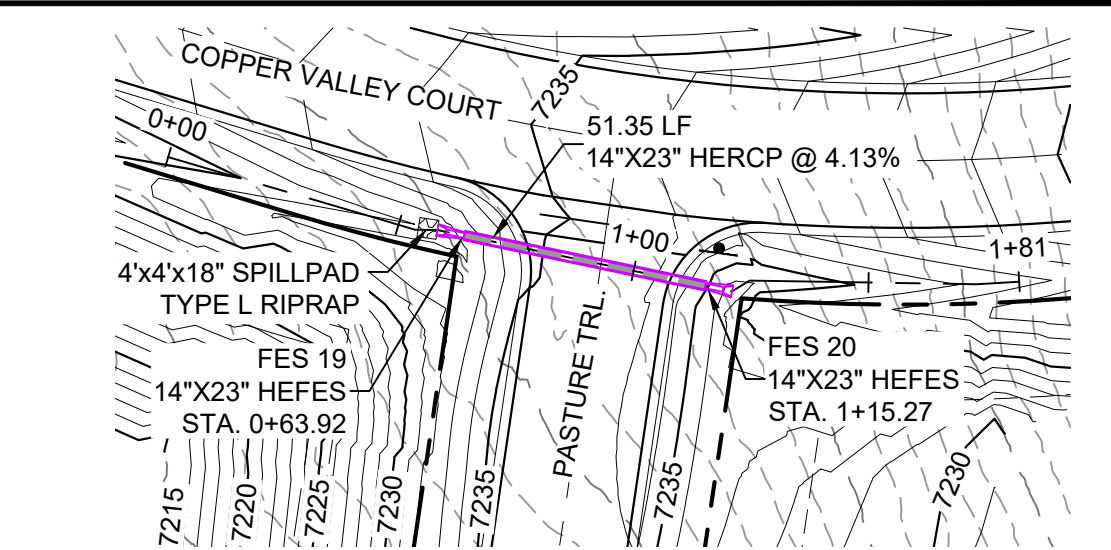 COPPER VALLEY COURT
7235
0+00
51.35 LF
14"X23" HERCP @ 4.13%
1+00
1+81
4'x4'x18" SPILLPAD
TYPE L RIPRAP
FES 19
14"X23" HEFES
STA. 0+63.92
PASTURE TRL.
FES 20
14"X23" HEFES
STA. 1+15.27
7215
7220
7225
7230
7235
7235
7230